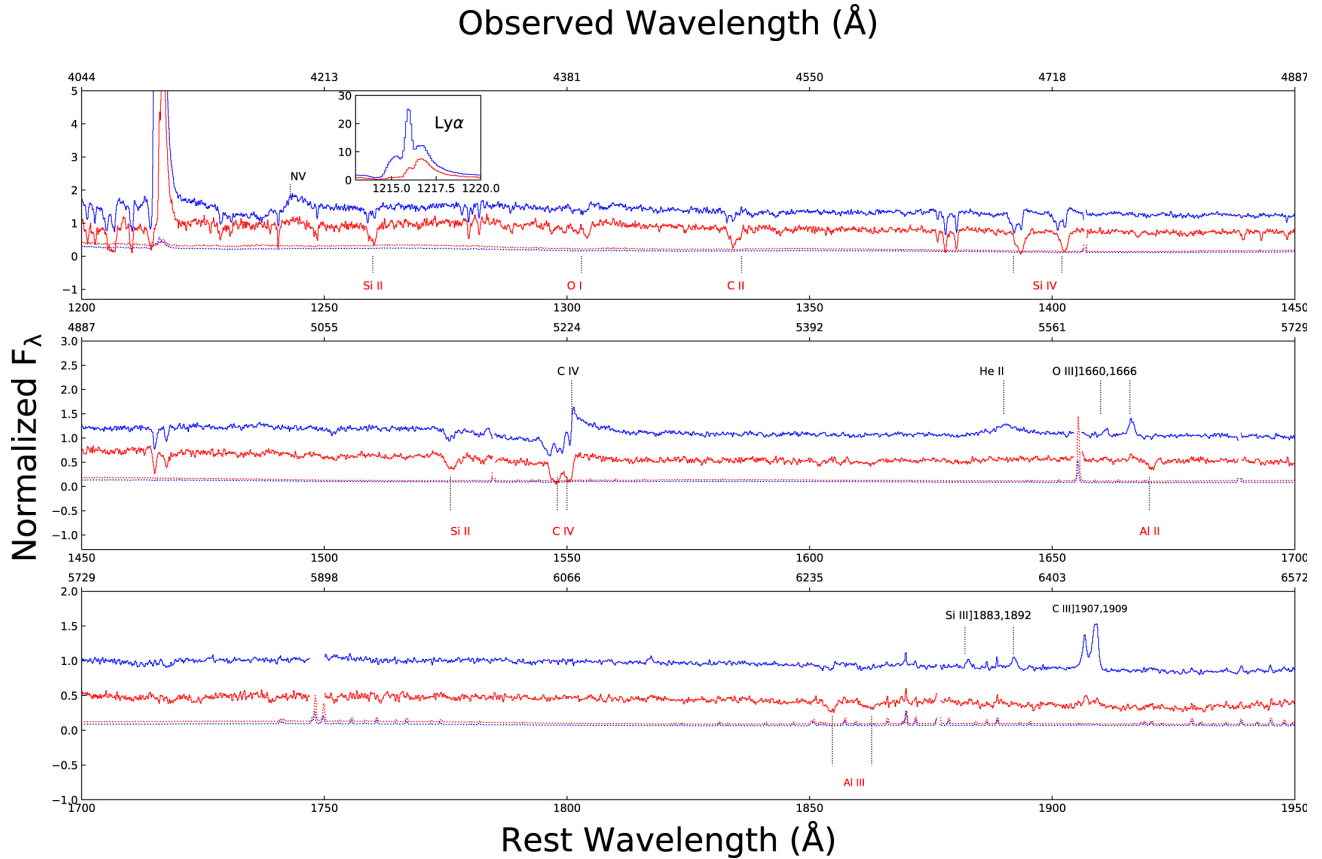 Observed Wavelength (Å)
4044 4213 4381 4550 4718 4887
5 4 3 2 1 0 −1
30 20 10 0
Lyα
1215.0 1217.5 1220.0
NV
Si II O I C II Si IV
1200 1250 1300 1350 1400 1450
4887 5055 5224 5392 5561 5729
3.0 2.5 2.0 1.5 1.0 0.5 0.0 −0.5 −1.0
C IV He II O III]1660,1666
Si II C IV Al II
1450 1500 1550 1600 1650 1700
5729 5898 6066 6235 6403 6572
2.0 1.5 1.0 0.5 0.0 −0.5 −1.0
Si III]1883,1892 C III]1907,1909
Al III
1700 1750 1800 1850 1900 1950
Normalized Fλ
Rest Wavelength (Å)